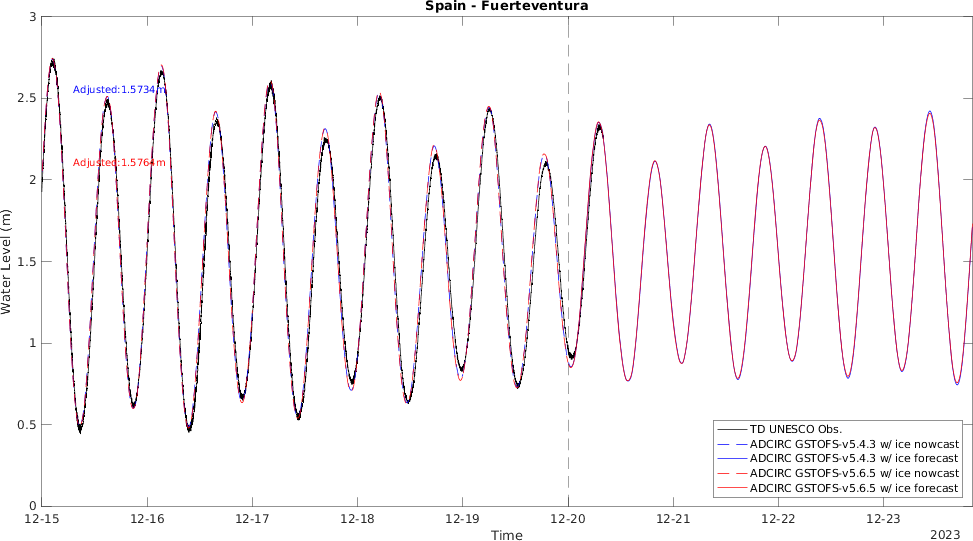 Spain - Fuerteventura
Water Level (m)
3
2.5
2
1.5
1
0.5
0
Adjusted:1.5734m
Adjusted:1.5764m
TD UNESCO Obs.
ADCIRC GSTOFS-v5.4.3 w/ ice nowcast
ADCIRC GSTOFS-v5.4.3 w/ ice forecast
ADCIRC GSTOFS-v5.6.5 w/ ice nowcast
ADCIRC GSTOFS-v5.6.5 w/ ice forecast
12-15 12-16 12-17 12-18 12-19 12-20 12-21 12-22 12-23
Time
2023